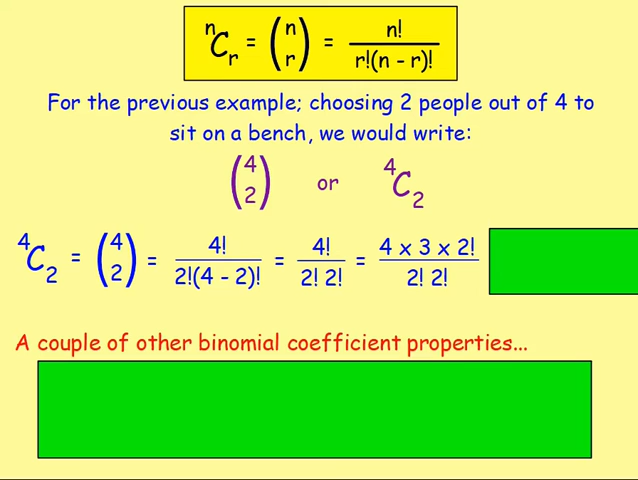 ⁿCᵣ = (n r) = n! / r!(n - r)!
For the previous example; choosing 2 people out of 4 to
sit on a bench, we would write:
(4 2) or ⁴C₂
⁴C₂ = (4 2) = 4! / 2!(4 - 2)! = 4! / 2! 2! = 4 x 3 x 2! / 2! 2!
A couple of other binomial coefficient properties...